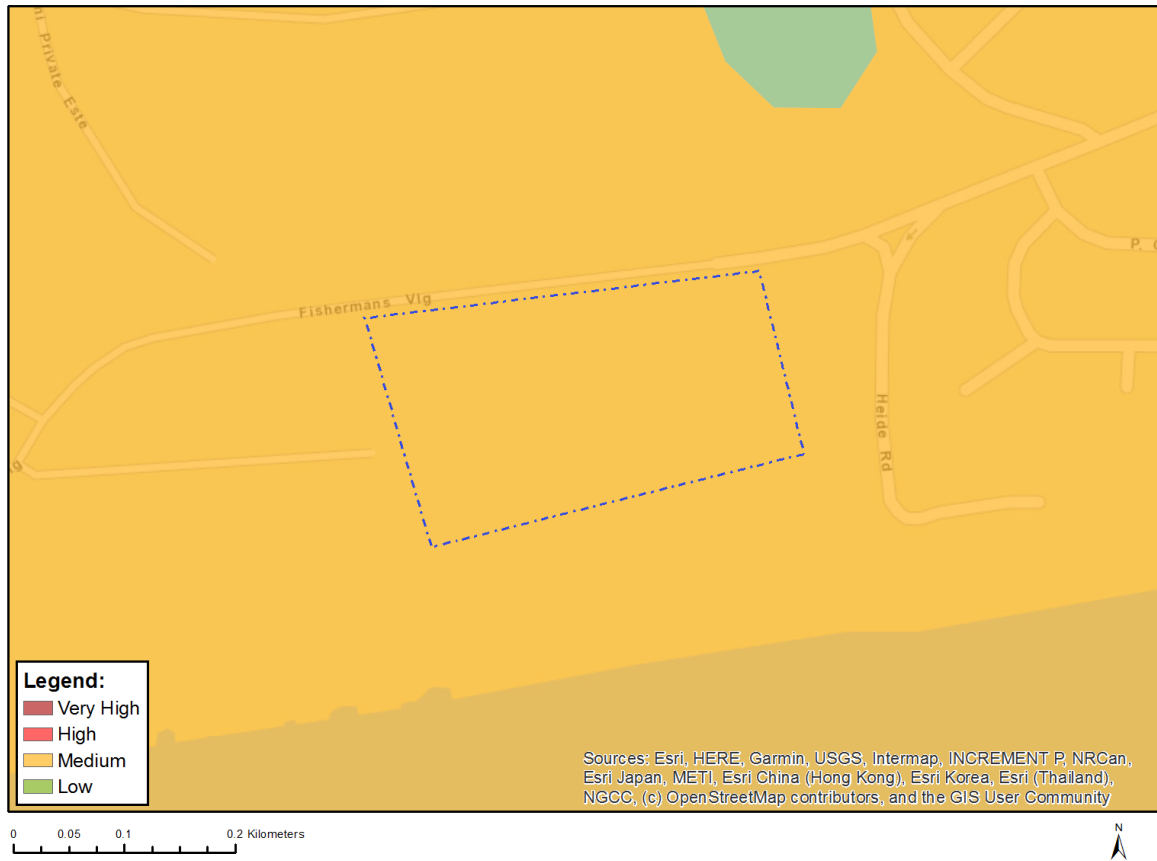 ni Private Este
Fishermans Vlg
P. C
Heide Rd
g
Legend:
Very High
High
Medium
Low
Sources: Esri, HERE, Garmin, USGS, Intermap, INCREMENT P, NRCan,
Esri Japan, METI, Esri China (Hong Kong), Esri Korea, Esri (Thailand),
NGCC, (c) OpenStreetMap contributors, and the GIS User Community
0 0.05 0.1 0.2 Kilometers
N